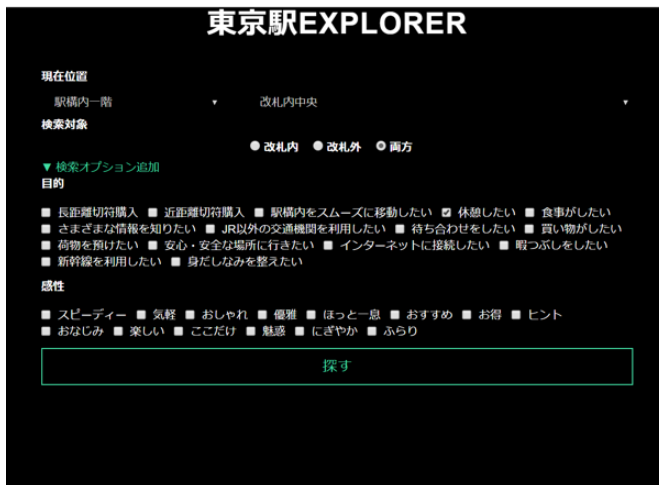 東京駅EXPLORER
現在位置
駅構内一階 ▼ 改札内中央 ▼
検索対象
改札内 改札外 両方
▼ 検索オプション追加
目的
長距離切符購入 近距離切符購入 駅構内をスムーズに移動したい 休憩したい 食事がしたい
さまざまな情報を知りたい JR以外の交通機関を利用したい 待ち合わせをしたい 買い物がしたい
荷物を預けたい 安心・安全な場所に行きたい インターネットに接続したい 暇つぶしをしたい
新幹線を利用したい 身だしなみを整えたい
感性
スピーディー 気軽 おしゃれ 優雅 ほっと一息 おすすめ お得 ヒント
おなじみ 楽しい ここだけ 魅惑 にぎやか ふらり
探す